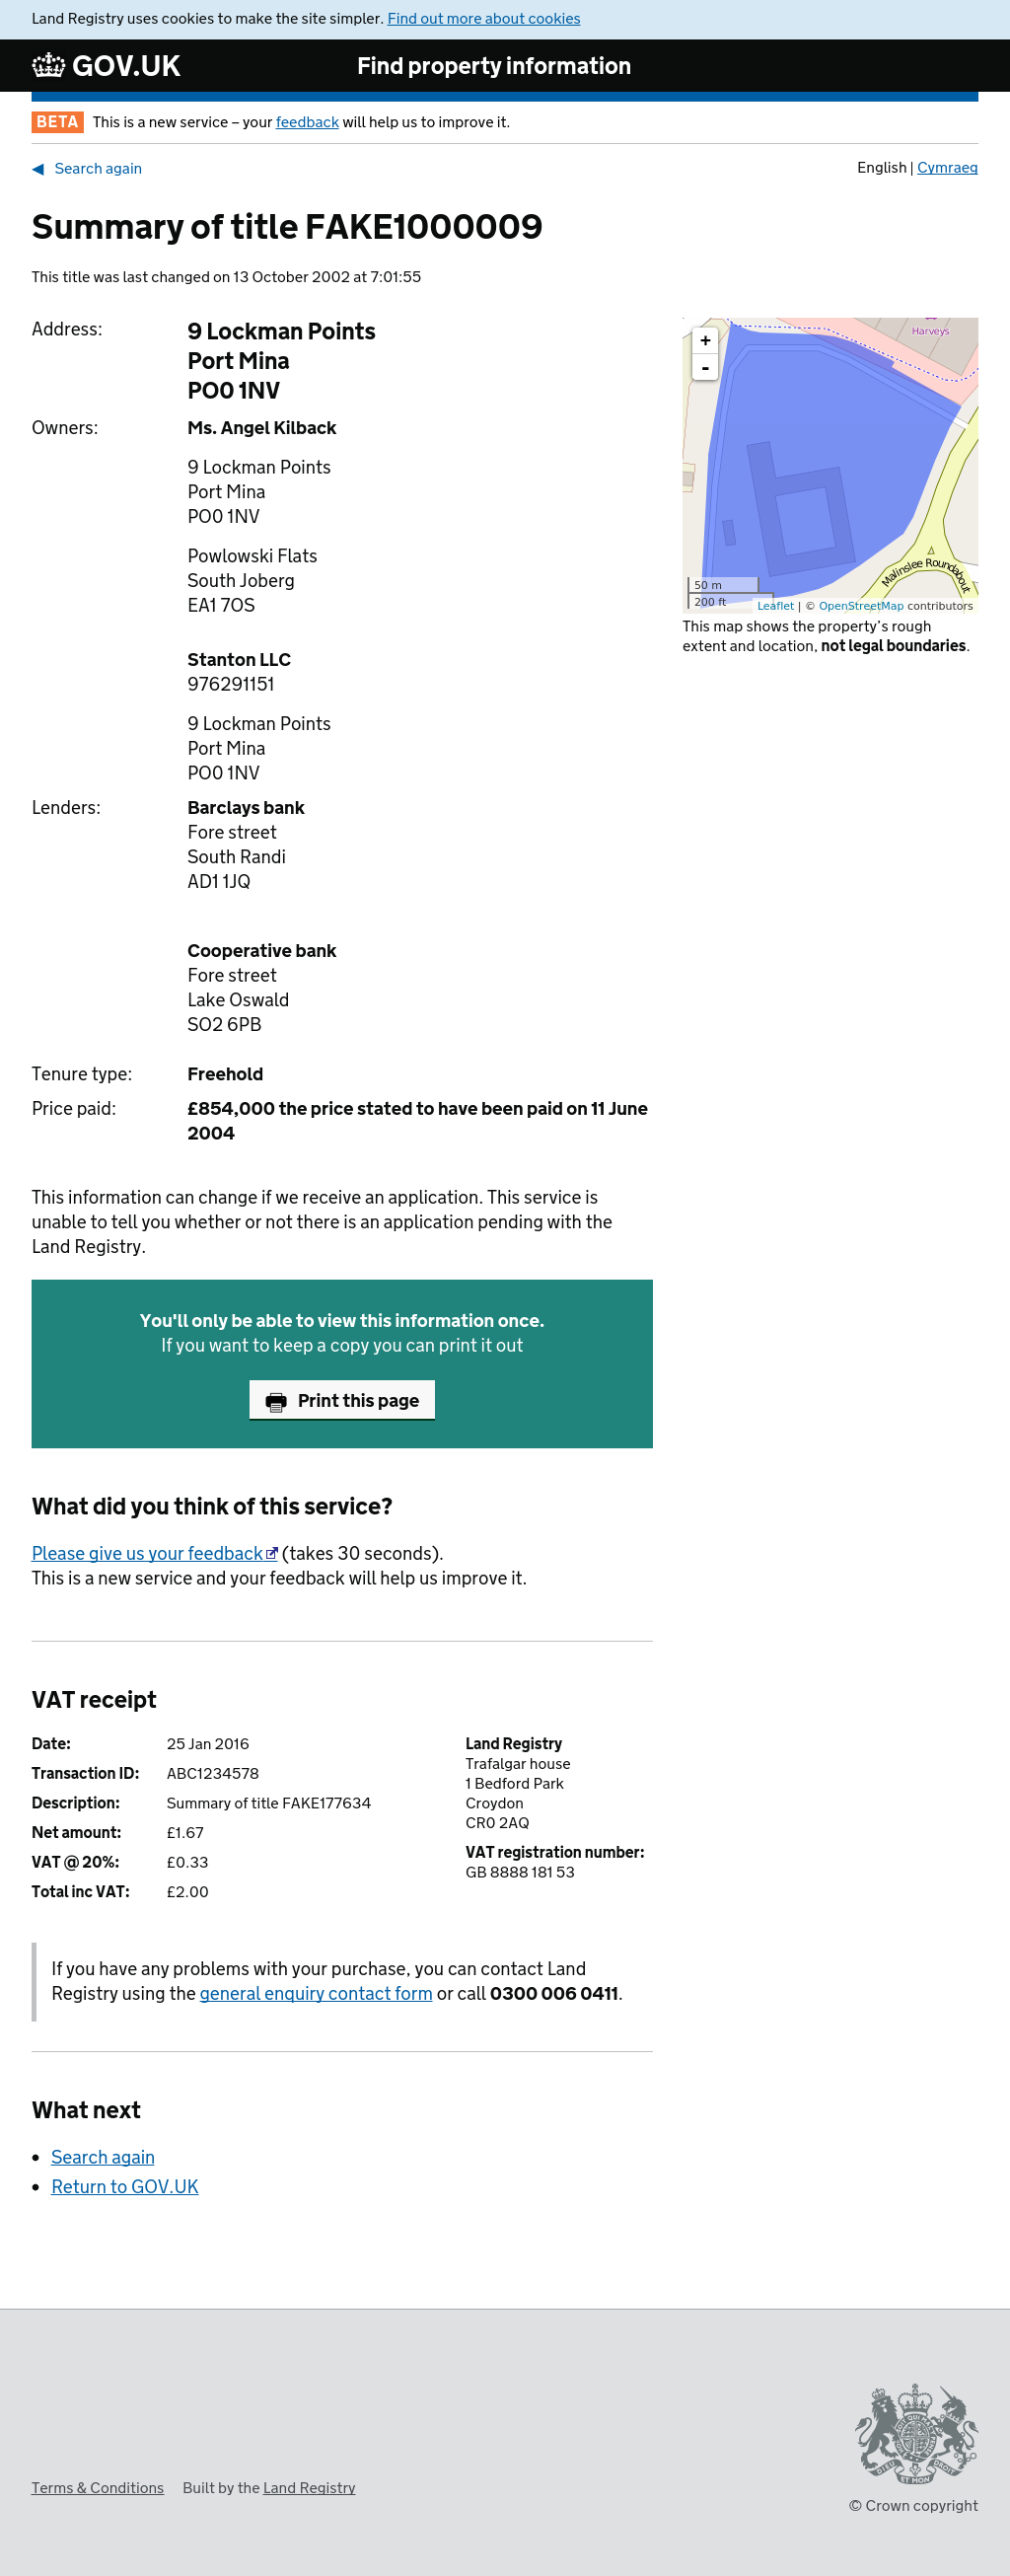 Land Registry uses cookies to make the site simpler. Find out more about cookies
GOV.UK
Find property information
BETA This is a new service – your feedback will help us to improve it.
◀ Search again
English | Cymraeg
Summary of title FAKE1000009
This title was last changed on 13 October 2002 at 7:01:55
Address:
9 Lockman Points
Port Mina
PO0 1NV
Owners:
Ms. Angel Kilback
9 Lockman Points
Port Mina
PO0 1NV
Powlowski Flats
South Joberg
EA1 7OS
Stanton LLC
976291151
9 Lockman Points
Port Mina
PO0 1NV
Lenders:
Barclays bank
Fore street
South Randi
AD1 1JQ
Cooperative bank
Fore street
Lake Oswald
SO2 6PB
Tenure type:
Freehold
Price paid:
£854,000 the price stated to have been paid on 11 June
2004
+
-
Harveys
Malinslee Roundabout
50 m
200 ft
Leaflet | © OpenStreetMap contributors
This map shows the property's rough
extent and location, not legal boundaries.
This information can change if we receive an application. This service is
unable to tell you whether or not there is an application pending with the
Land Registry.
You'll only be able to view this information once.
If you want to keep a copy you can print it out
Print this page
What did you think of this service?
Please give us your feedback (takes 30 seconds).
This is a new service and your feedback will help us improve it.
VAT receipt
Date: 25 Jan 2016
Transaction ID: ABC1234578
Description: Summary of title FAKE177634
Net amount: £1.67
VAT @ 20%: £0.33
Total inc VAT: £2.00
Land Registry
Trafalgar house
1 Bedford Park
Croydon
CR0 2AQ
VAT registration number:
GB 8888 181 53
If you have any problems with your purchase, you can contact Land
Registry using the general enquiry contact form or call 0300 006 0411.
What next
• Search again
• Return to GOV.UK
DIEU ET MON DROIT
Terms & Conditions Built by the Land Registry
© Crown copyright